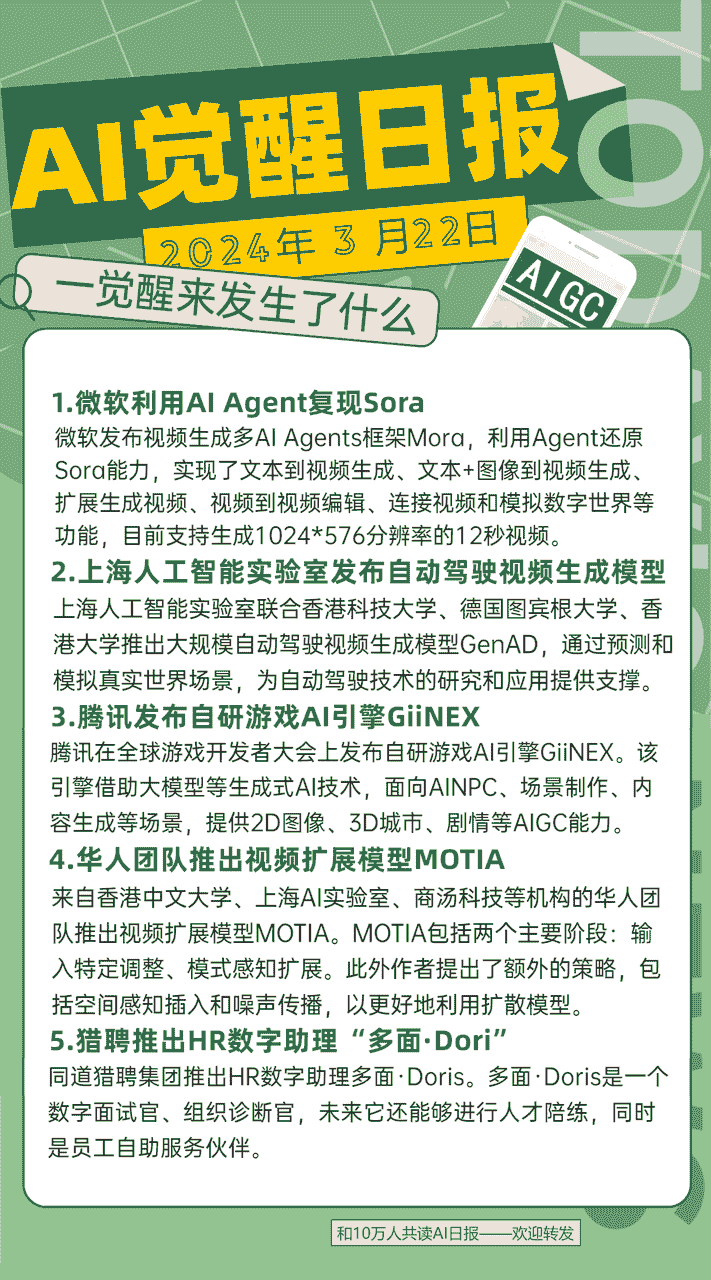 AI觉醒日报
2024年 3 月22日
一觉醒来发生了什么
AIGC
1.微软利用AI Agent复现Sora
微软发布视频生成多AI Agents框架Mora，利用Agent还原
Sora能力，实现了文本到视频生成、文本+图像到视频生成、
扩展生成视频、视频到视频编辑、连接视频和模拟数字世界等
功能，目前支持生成1024*576分辨率的12秒视频。
2.上海人工智能实验室发布自动驾驶视频生成模型
上海人工智能实验室联合香港科技大学、德国图宾根大学、香
港大学推出大规模自动驾驶视频生成模型GenAD，通过预测和
模拟真实世界场景，为自动驾驶技术的研究和应用提供支撑。
3.腾讯发布自研游戏AI引擎GiiNEX
腾讯在全球游戏开发者大会上发布自研游戏AI引擎GiiNEX。该
引擎借助大模型等生成式AI技术，面向AINPC、场景制作、内
容生成等场景，提供2D图像、3D城市、剧情等AIGC能力。
4.华人团队推出视频扩展模型MOTIA
来自香港中文大学、上海AI实验室、商汤科技等机构的华人团
队推出视频扩展模型MOTIA。MOTIA包括两个主要阶段：输
入特定调整、模式感知扩展。此外作者提出了额外的策略，包
括空间感知插入和噪声传播，以更好地利用扩散模型。
5.猎聘推出HR数字助理“多面·Dori”
同道猎聘集团推出HR数字助理多面·Doris。多面·Doris是一个
数字面试官、组织诊断官，未来它还能够进行人才陪练，同时
是员工自助服务伙伴。
和10万人共读AI日报——欢迎转发